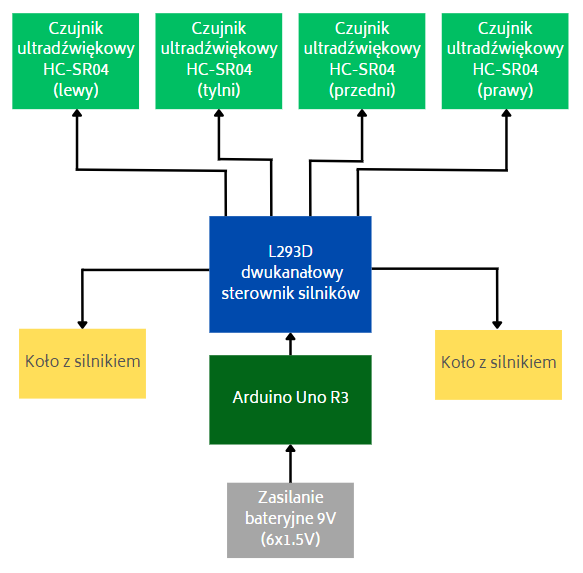 Czujnik
ultradźwiękowy
HC-SR04
(lewy)
Czujnik
ultradźwiękowy
HC-SR04
(tylni)
Czujnik
ultradźwiękowy
HC-SR04
(przedni)
Czujnik
ultradźwiękowy
HC-SR04
(prawy)
L293D
dwukanałowy
sterownik silników
Koło z silnikiem
Koło z silnikiem
Arduino Uno R3
Zasilanie
bateryjne 9V
(6x1.5V)